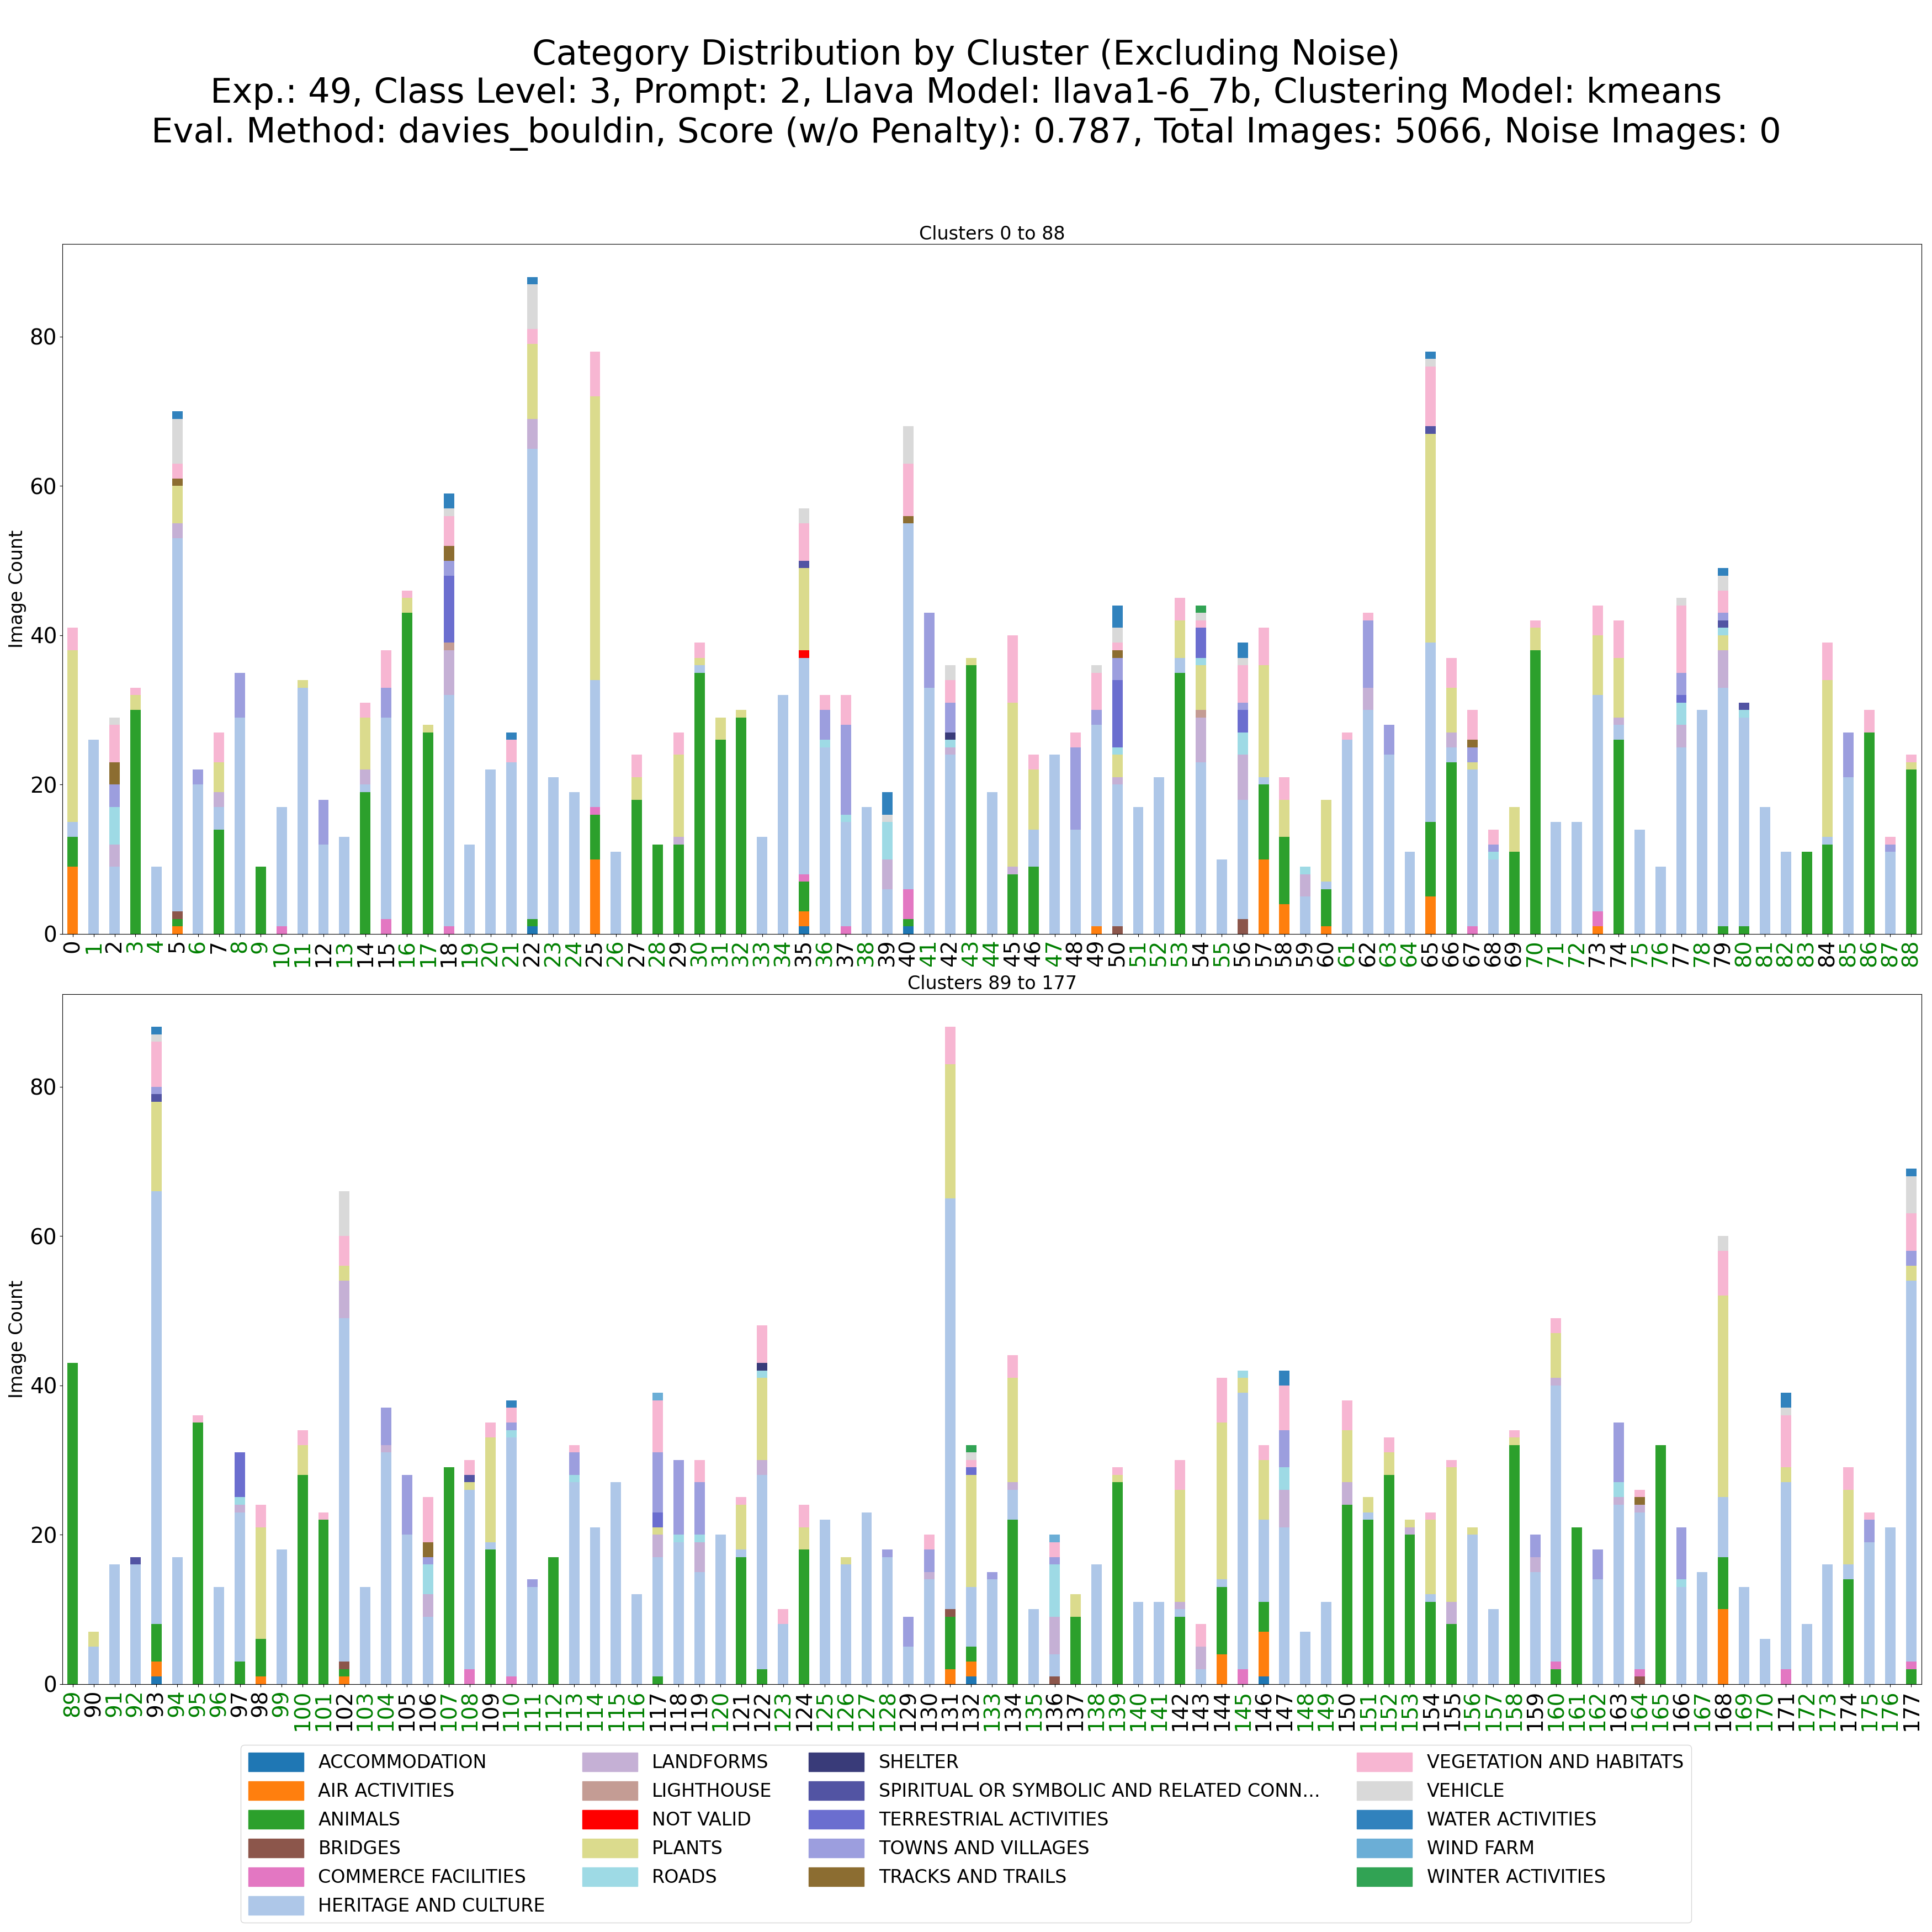 Category Distribution by Cluster (Excluding Noise)
Exp.: 49, Class Level: 3, Prompt: 2, Llava Model: llava1-6_7b, Clustering Model: kmeans
Eval. Method: davies_bouldin, Score (w/o Penalty): 0.787, Total Images: 5066, Noise Images: 0
Clusters 0 to 88
Image Count
80
60
40
20
0
0 1 2 3 4 5 6 7 8 9 10 11 12 13 14 15 16 17 18 19 20 21 22 23 24 25 26 27 28 29 30 31 32 33 34 35 36 37 38 39 40 41 42 43 44 45 46 47 48 49 50 51 52 53 54 55 56 57 58 59 60 61 62 63 64 65 66 67 68 69 70 71 72 73 74 75 76 77 78 79 80 81 82 83 84 85 86 87 88
Clusters 89 to 177
Image Count
80
60
40
20
0
89 90 91 92 93 94 95 96 97 98 99 100 101 102 103 104 105 106 107 108 109 110 111 112 113 114 115 116 117 118 119 120 121 122 123 124 125 126 127 128 129 130 131 132 133 134 135 136 137 138 139 140 141 142 143 144 145 146 147 148 149 150 151 152 153 154 155 156 157 158 159 160 161 162 163 164 165 166 167 168 169 170 171 172 173 174 175 176 177
ACCOMMODATION
AIR ACTIVITIES
ANIMALS
BRIDGES
COMMERCE FACILITIES
HERITAGE AND CULTURE
LANDFORMS
LIGHTHOUSE
NOT VALID
PLANTS
ROADS
SHELTER
SPIRITUAL OR SYMBOLIC AND RELATED CONN...
TERRESTRIAL ACTIVITIES
TOWNS AND VILLAGES
TRACKS AND TRAILS
VEGETATION AND HABITATS
VEHICLE
WATER ACTIVITIES
WIND FARM
WINTER ACTIVITIES